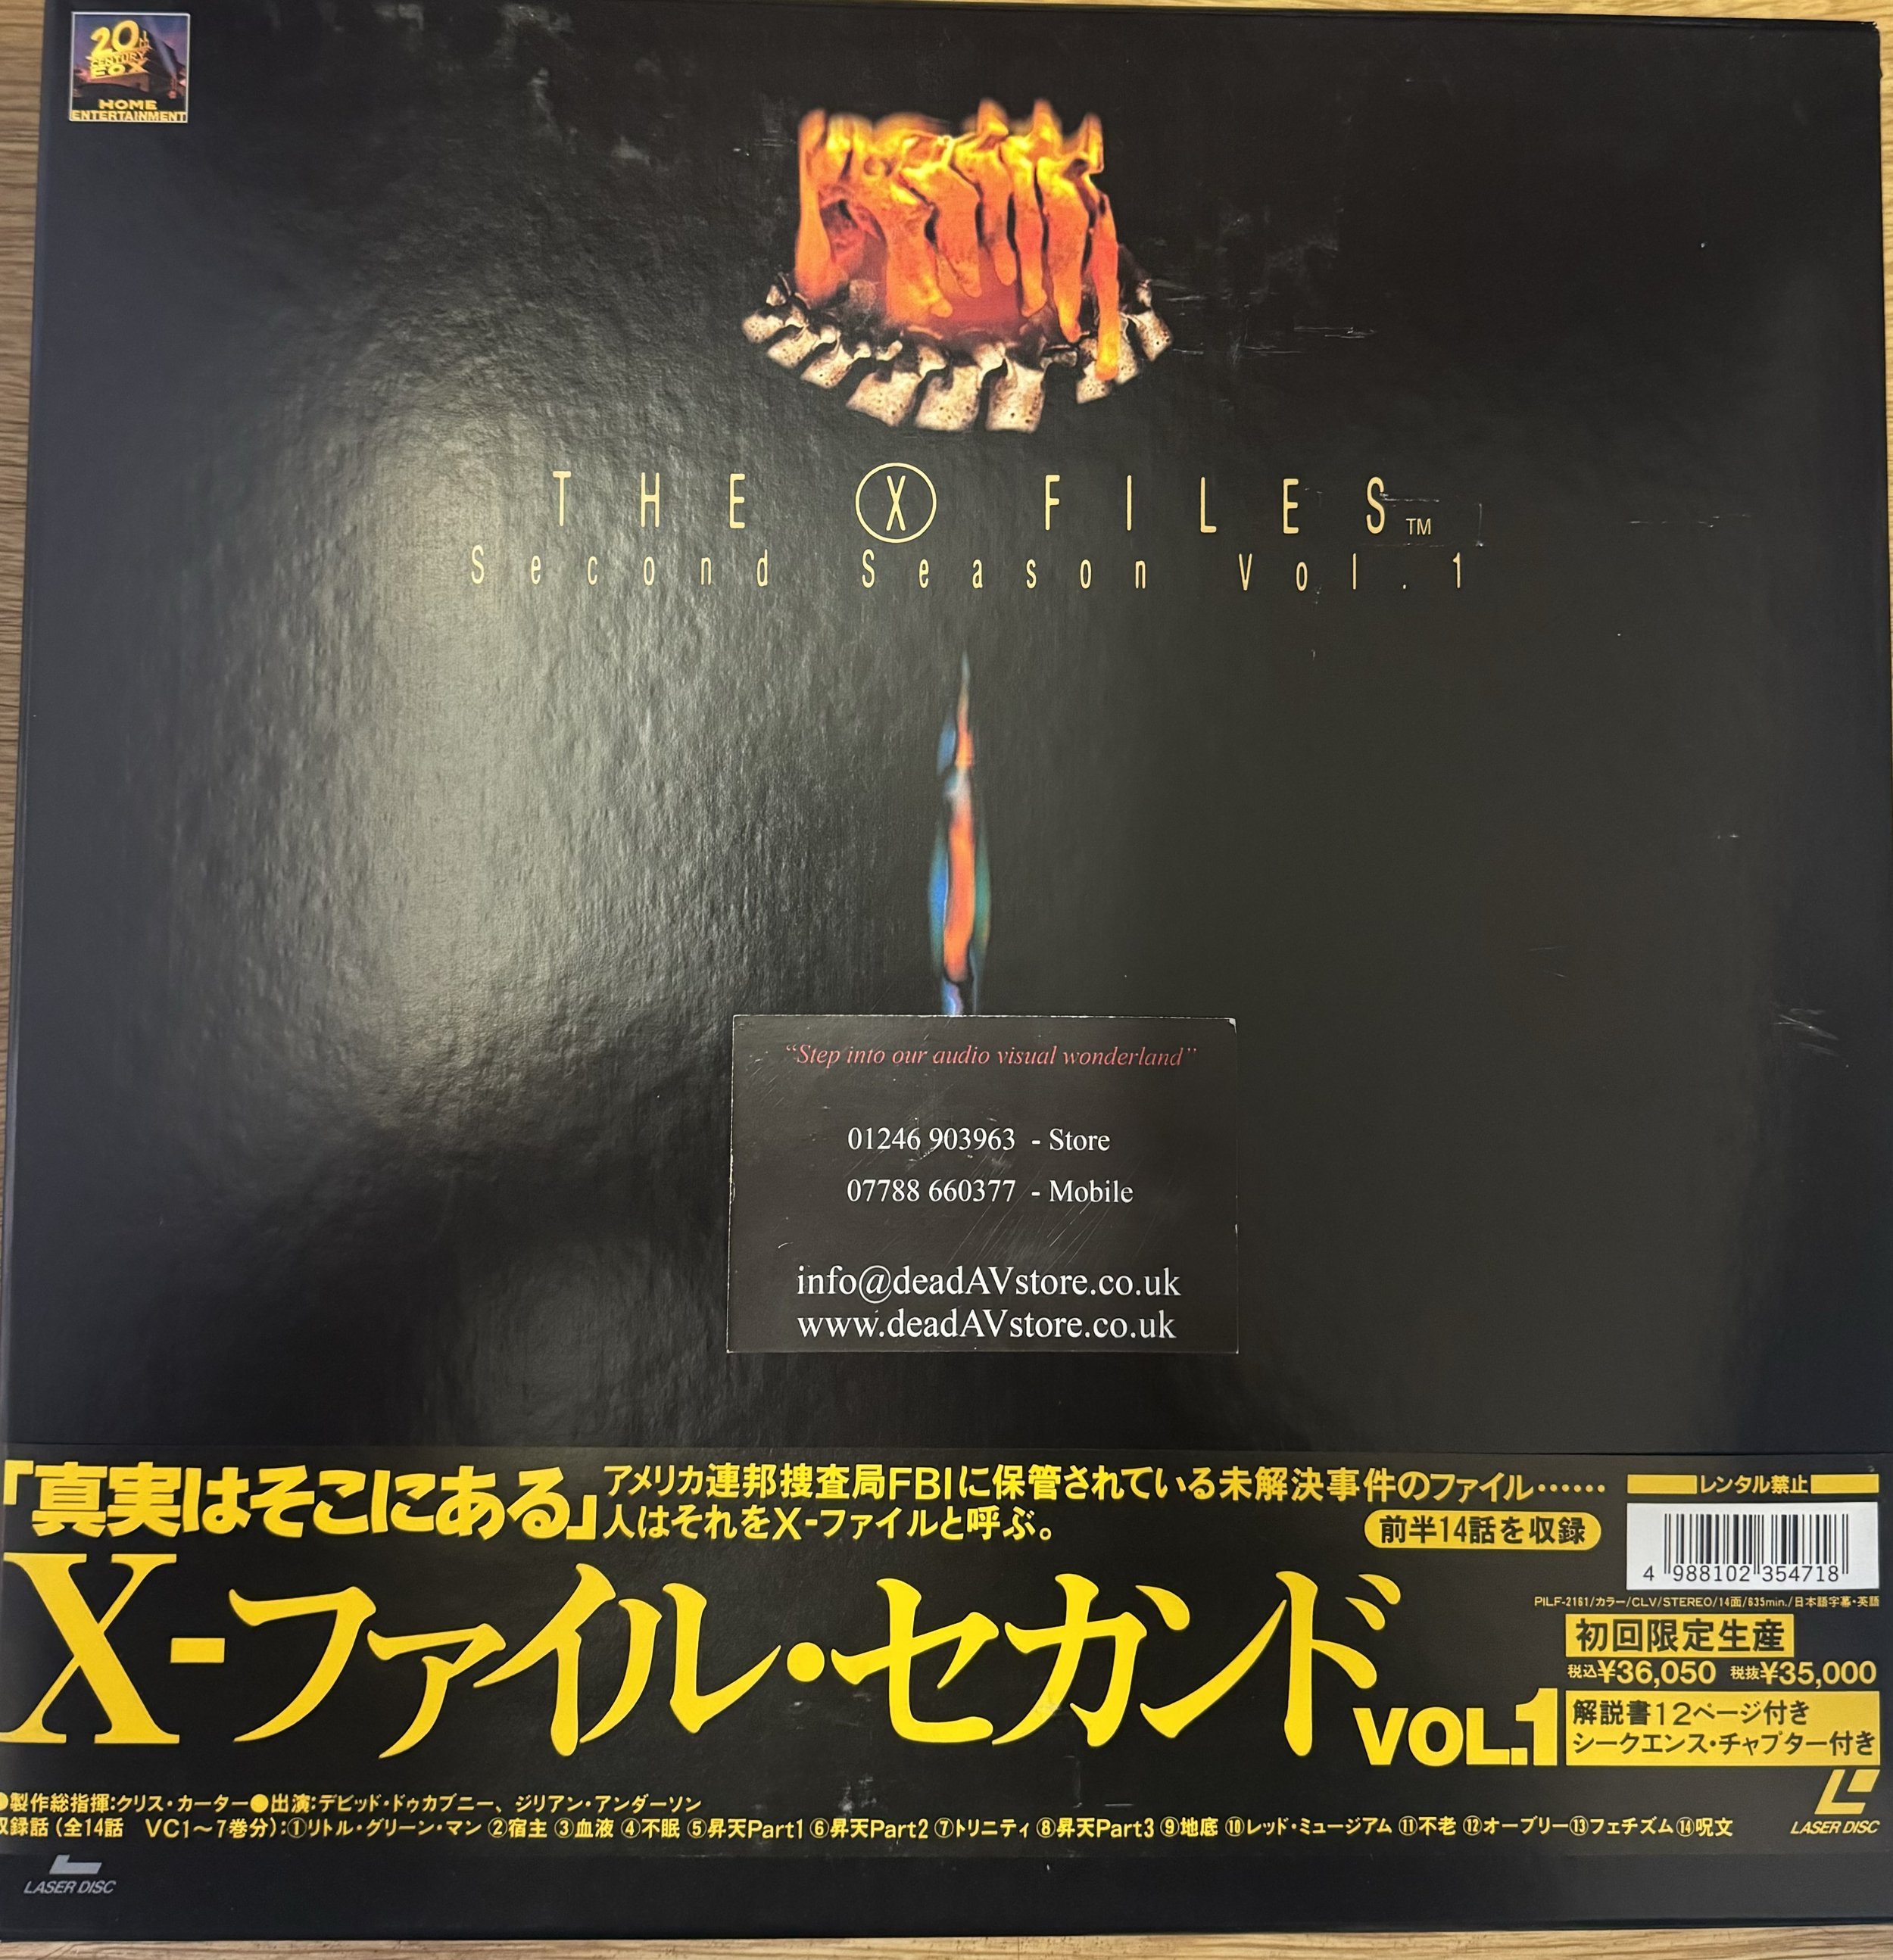 20th
CENTURY
FOX
HOME
ENTERTAINMENT
THE X FILES™
Second Season Vol.1
“Step into our audio visual wonderland”
01246 903963 - Store
07788 660377 - Mobile
info@deadAVstore.co.uk
www.deadAVstore.co.uk
「真実はそこにある」
アメリカ連邦捜査局FBIに保管されている未解決事件のファイル……
人はそれをX-ファイルと呼ぶ。
前半14話を収録
レンタル禁止
4 988102 354718
PILF-2161/カラー/CLV/STEREO/14面/635min./日本語字幕・英語
X-ファイル・セカンド VOL.1
初回限定生産
税込¥36,050 税抜¥35,000
解説書12ページ付き
シークエンス・チャプター付き
●製作総指揮:クリス・カーター●出演:デビッド・ドゥカブニー、ジリアン・アンダーソン
収録話(全14話 VC1〜7巻分):①リトル・グリーン・マン ②宿主 ③血液 ④不眠 ⑤昇天Part1 ⑥昇天Part2 ⑦トリニティ ⑧昇天Part3 ⑨地底 ⑩レッド・ミュージアム ⑪不老 ⑫オーブリー⑬フェチズム⑭呪文
LASER DISC
LASER DISC